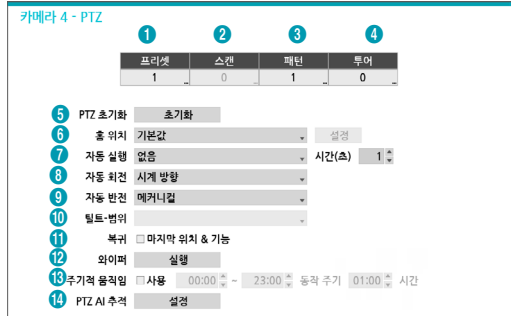 카메라 4 - PTZ
1 2 3 4
프리셋 스캔 패턴 투어
1 ... 0 ... 1 ... 0 ...
5 PTZ 초기화 초기화
6 홈 위치 기본값 설정
7 자동 실행 없음 시간(초) 1
8 자동 회전 시계 방향
9 자동 반전 메커니컬
10 틸트-범위
11 복귀 마지막 위치 & 기능
12 와이퍼 실행
13 주기적 움직임 사용 00:00 ~ 23:00 동작 주기 01:00 시간
14 PTZ AI 추적 설정